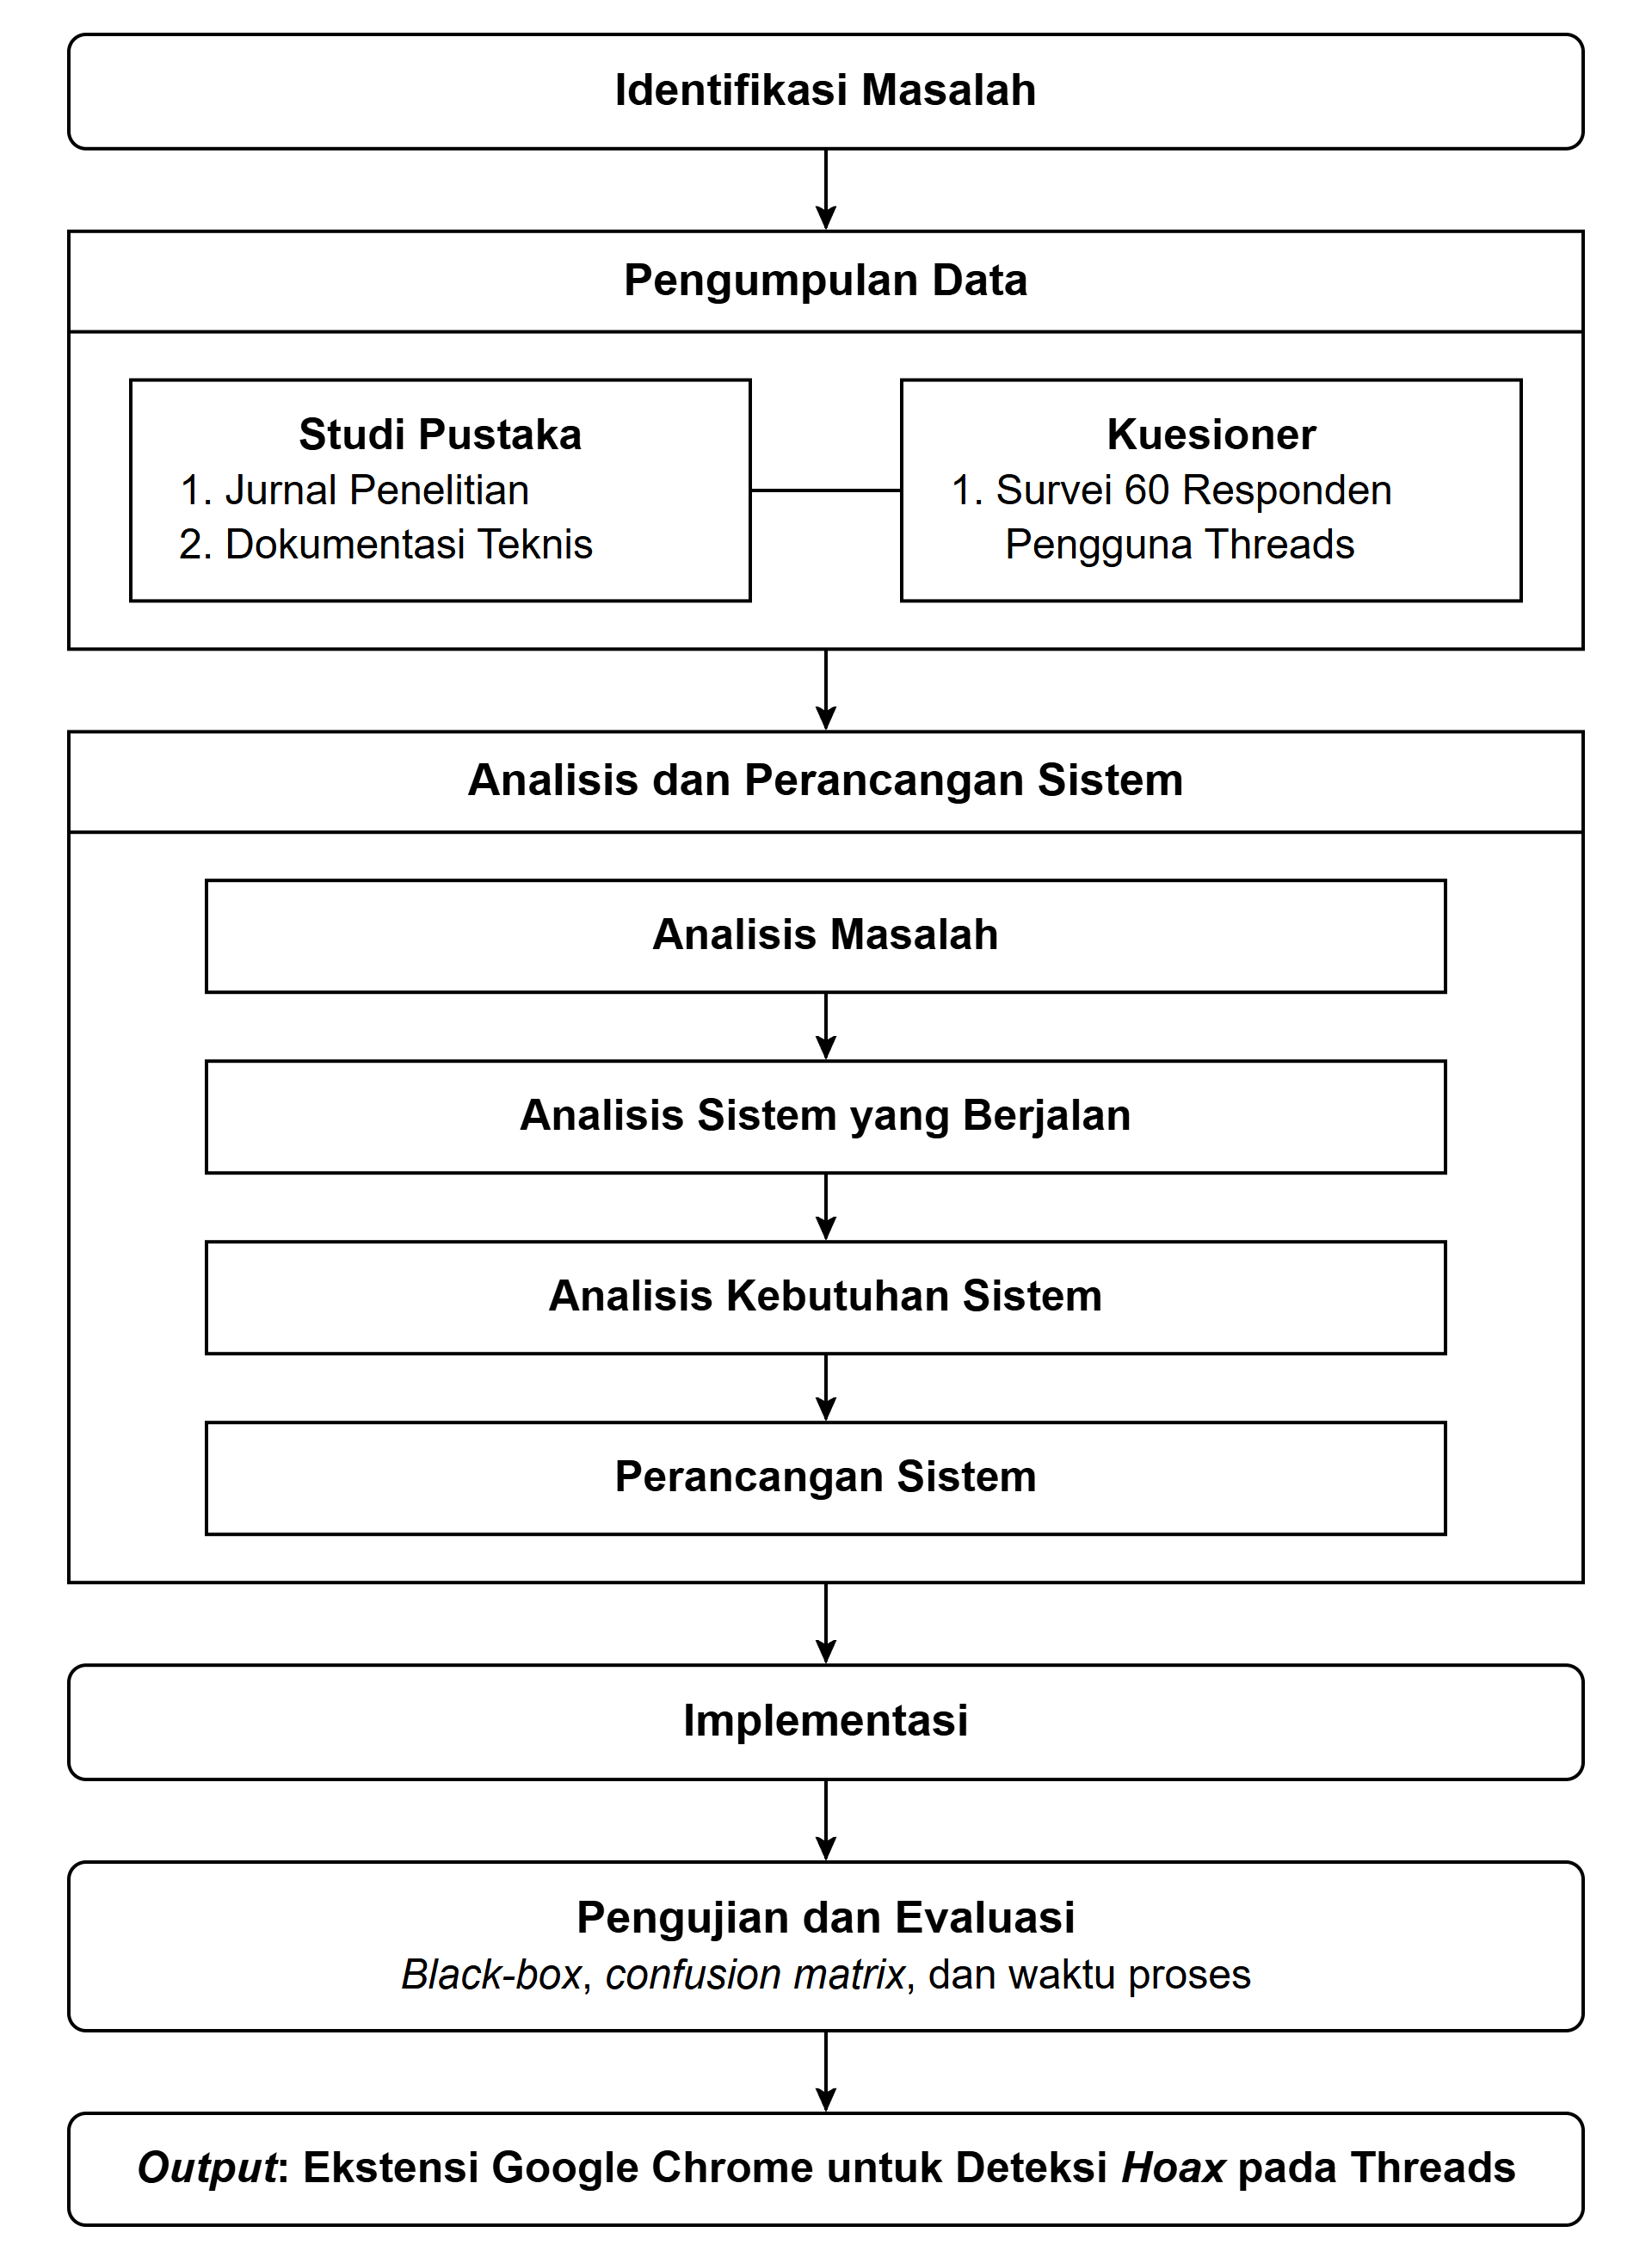 Identifikasi Masalah
Pengumpulan Data
Studi Pustaka
1. Jurnal Penelitian
2. Dokumentasi Teknis
Kuesioner
1. Survei 60 Responden
Pengguna Threads
Analisis dan Perancangan Sistem
Analisis Masalah
Analisis Sistem yang Berjalan
Analisis Kebutuhan Sistem
Perancangan Sistem
Implementasi
Pengujian dan Evaluasi
Black-box, confusion matrix, dan waktu proses
Output: Ekstensi Google Chrome untuk Deteksi Hoax pada Threads